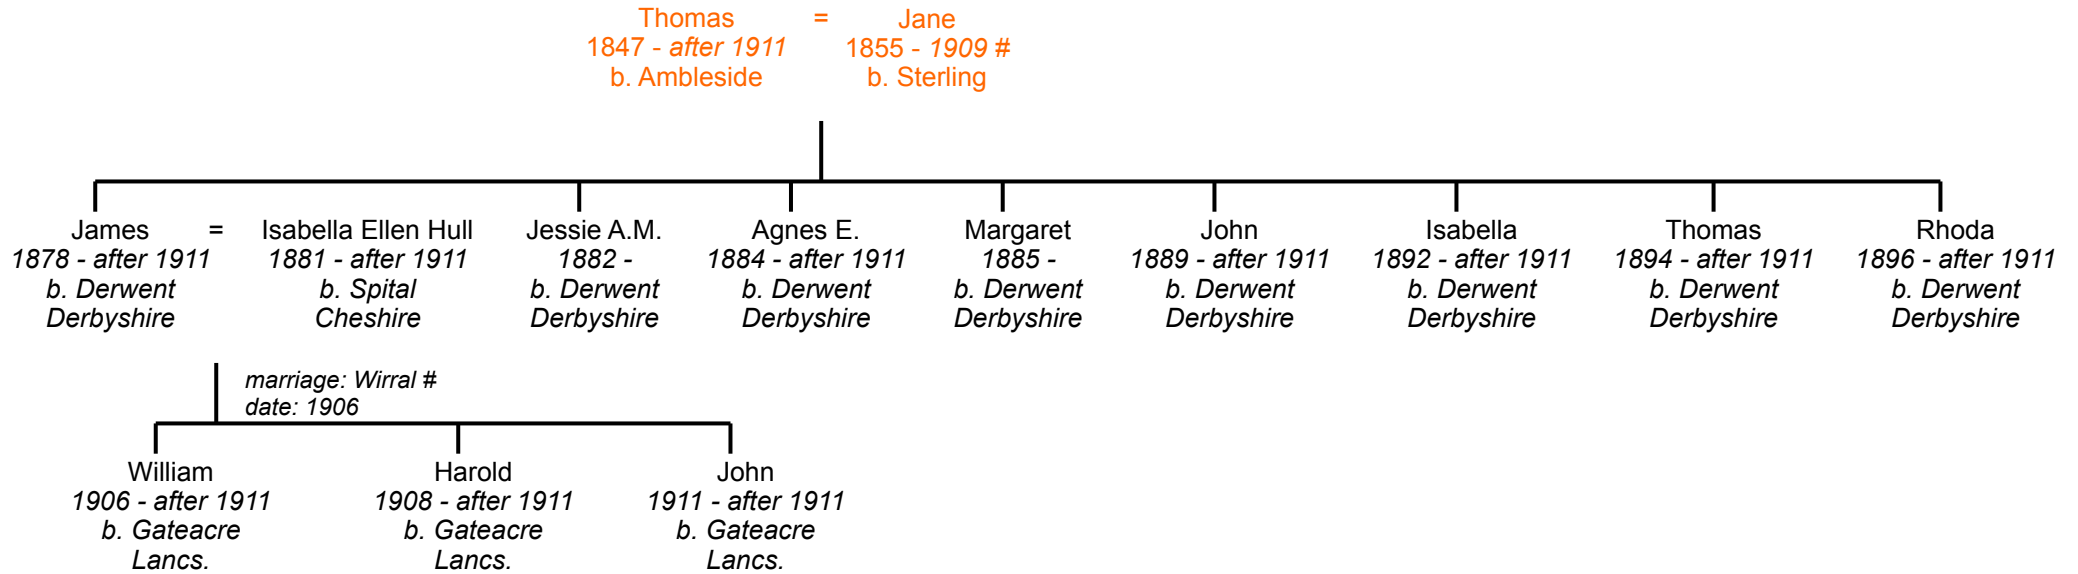 Thomas = Jane
1847 - after 1911 1855 - 1909 #
b. Ambleside b. Sterling
James = Isabella Ellen Hull Jessie A.M. Agnes E. Margaret John Isabella Thomas Rhoda
1878 - after 1911 1881 - after 1911 1882 - 1884 - after 1911 1885 - 1889 - after 1911 1892 - after 1911 1894 - after 1911 1896 - after 1911
b. Derwent b. Spital b. Derwent b. Derwent b. Derwent b. Derwent b. Derwent b. Derwent b. Derwent
Derbyshire Cheshire Derbyshire Derbyshire Derbyshire Derbyshire Derbyshire Derbyshire Derbyshire
marriage: Wirral #
date: 1906
William Harold John
1906 - after 1911 1908 - after 1911 1911 - after 1911
b. Gateacre b. Gateacre b. Gateacre
Lancs. Lancs. Lancs.